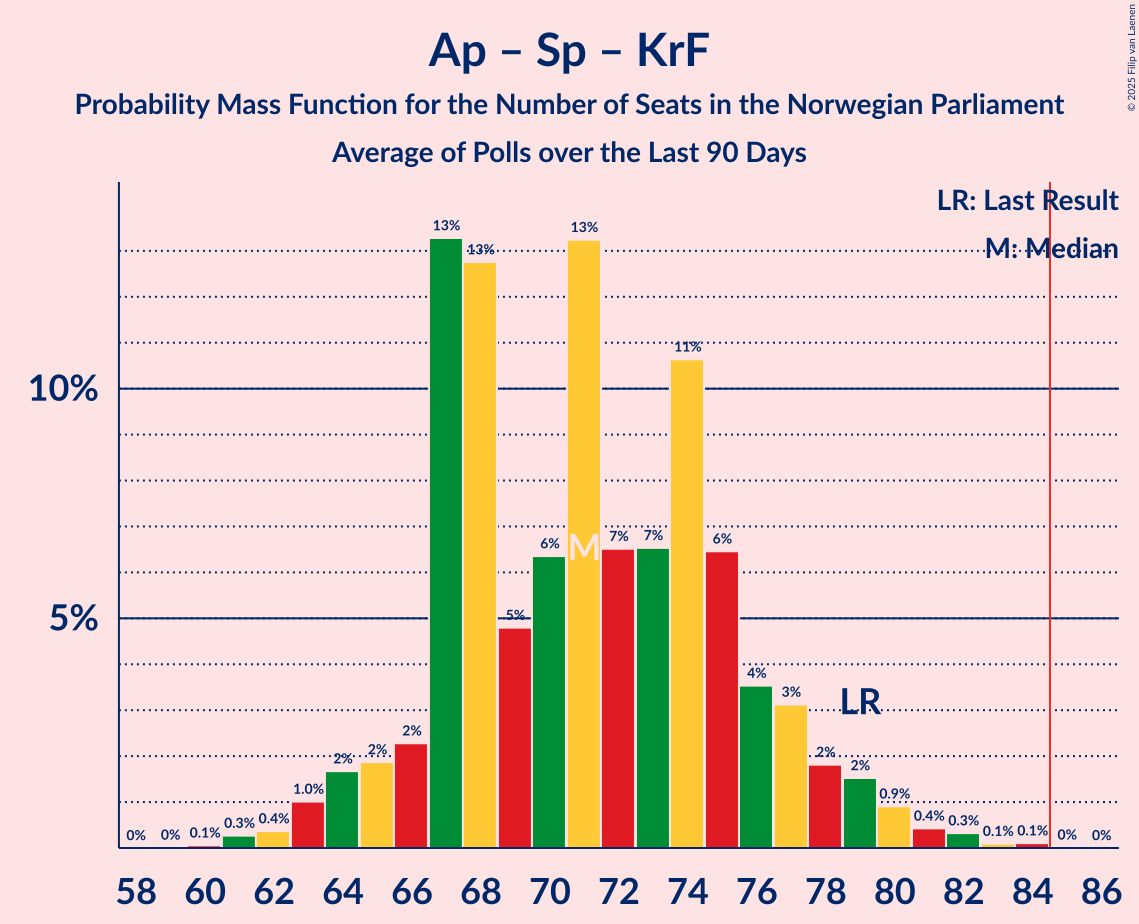 Ap – Sp – KrF
Probability Mass Function for the Number of Seats in the Norwegian Parliament
Average of Polls over the Last 90 Days
© 2025 Filip van Laenen
LR: Last Result
M: Median
10%
5%
0% 0% 0.1% 0.3% 0.4% 1.0% 2% 2% 2% 13% 13% 5% 6% 13% 7% 7% 11% 6% 4% 3% 2% 2% 0.9% 0.4% 0.3% 0.1% 0.1% 0% 0%
M
LR
58 60 62 64 66 68 70 72 74 76 78 80 82 84 86